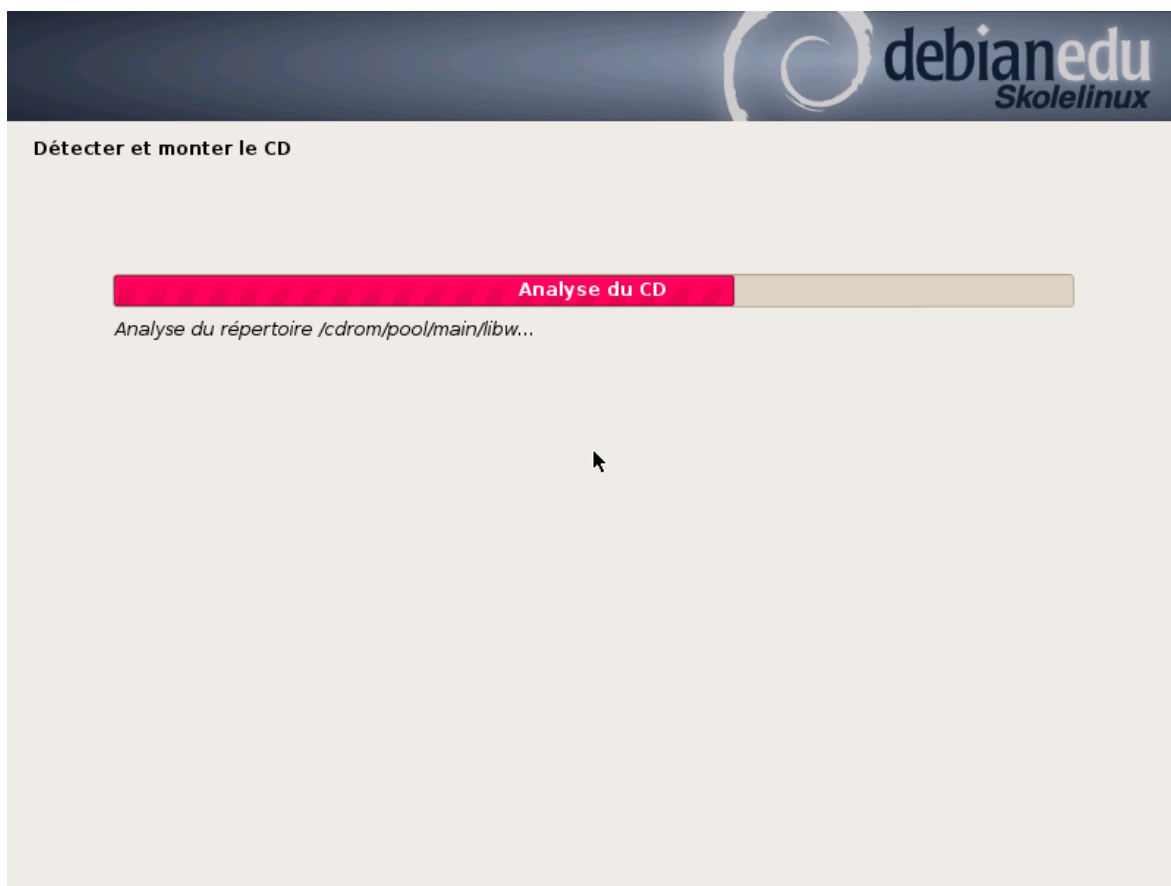 debianedu
Skolelinux
Détecter et monter le CD
Analyse du CD
Analyse du répertoire /cdrom/pool/main/libw...